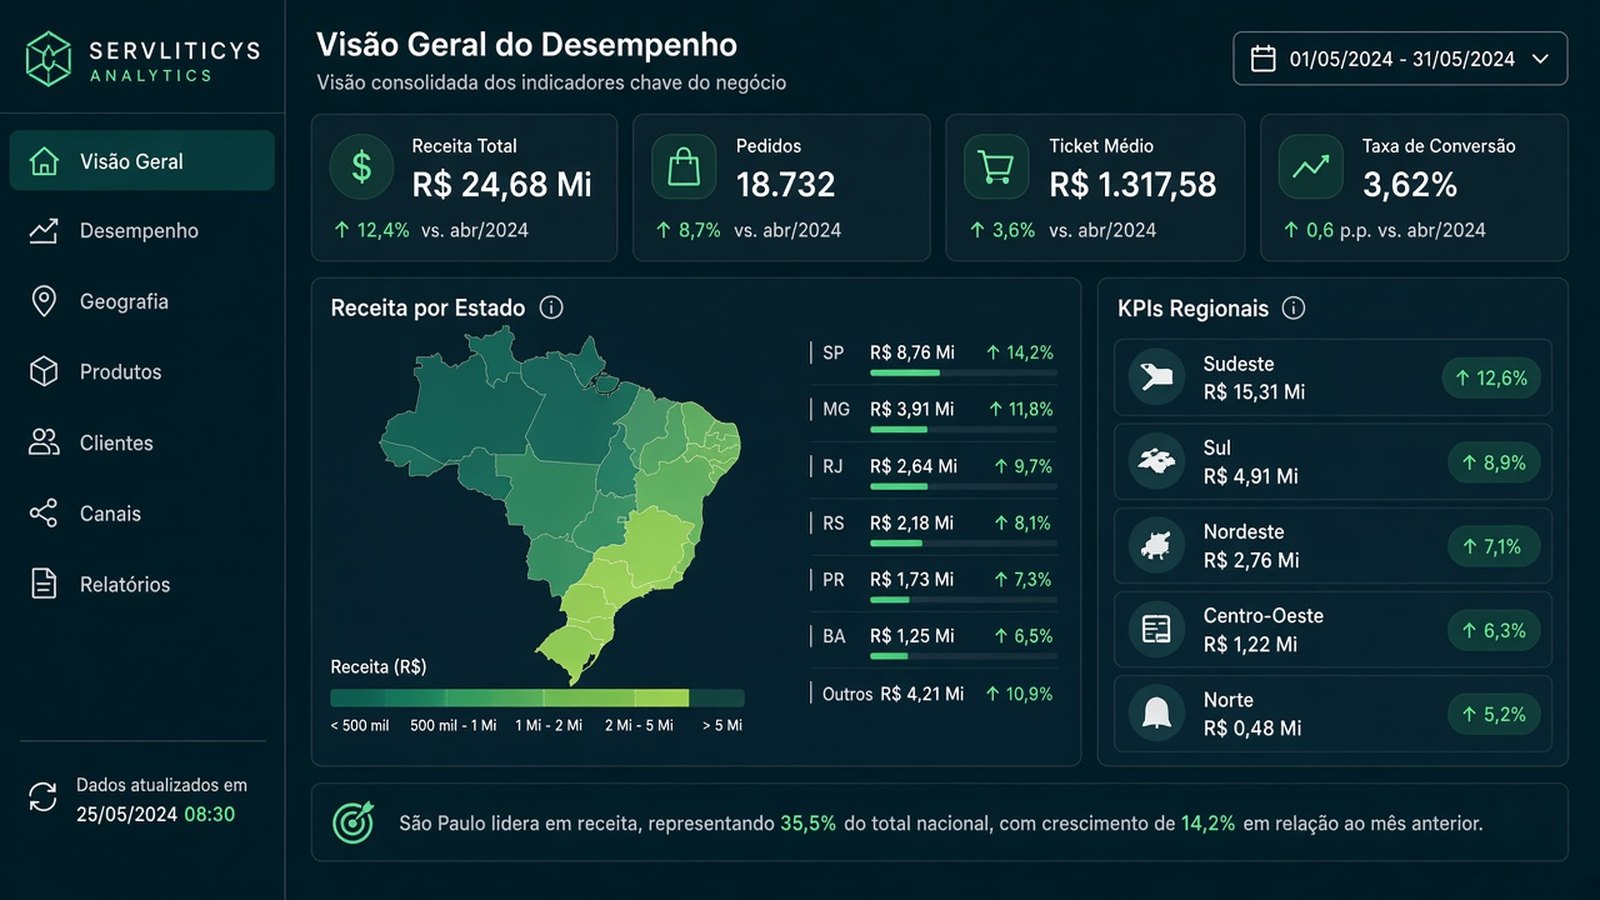 SERVLITICYS
ANALYTICS
Visão Geral
Desempenho
Geografia
Produtos
Clientes
Canais
Relatórios
Dados atualizados em
25/05/2024 08:30
Visão Geral do Desempenho
Visão consolidada dos indicadores chave do negócio
01/05/2024 - 31/05/2024
Receita Total
R$ 24,68 Mi
↑ 12,4% vs. abr/2024
Pedidos
18.732
↑ 8,7% vs. abr/2024
Ticket Médio
R$ 1.317,58
↑ 3,6% vs. abr/2024
Taxa de Conversão
3,62%
↑ 0,6 p.p. vs. abr/2024
Receita por Estado
SP R$ 8,76 Mi ↑ 14,2%
MG R$ 3,91 Mi ↑ 11,8%
RJ R$ 2,64 Mi ↑ 9,7%
RS R$ 2,18 Mi ↑ 8,1%
PR R$ 1,73 Mi ↑ 7,3%
BA R$ 1,25 Mi ↑ 6,5%
Outros R$ 4,21 Mi ↑ 10,9%
Receita (R$)
< 500 mil 500 mil - 1 Mi 1 Mi - 2 Mi 2 Mi - 5 Mi > 5 Mi
KPIs Regionais
Sudeste
R$ 15,31 Mi
↑ 12,6%
Sul
R$ 4,91 Mi
↑ 8,9%
Nordeste
R$ 2,76 Mi
↑ 7,1%
Centro-Oeste
R$ 1,22 Mi
↑ 6,3%
Norte
R$ 0,48 Mi
↑ 5,2%
São Paulo lidera em receita, representando 35,5% do total nacional, com crescimento de 14,2% em relação ao mês anterior.